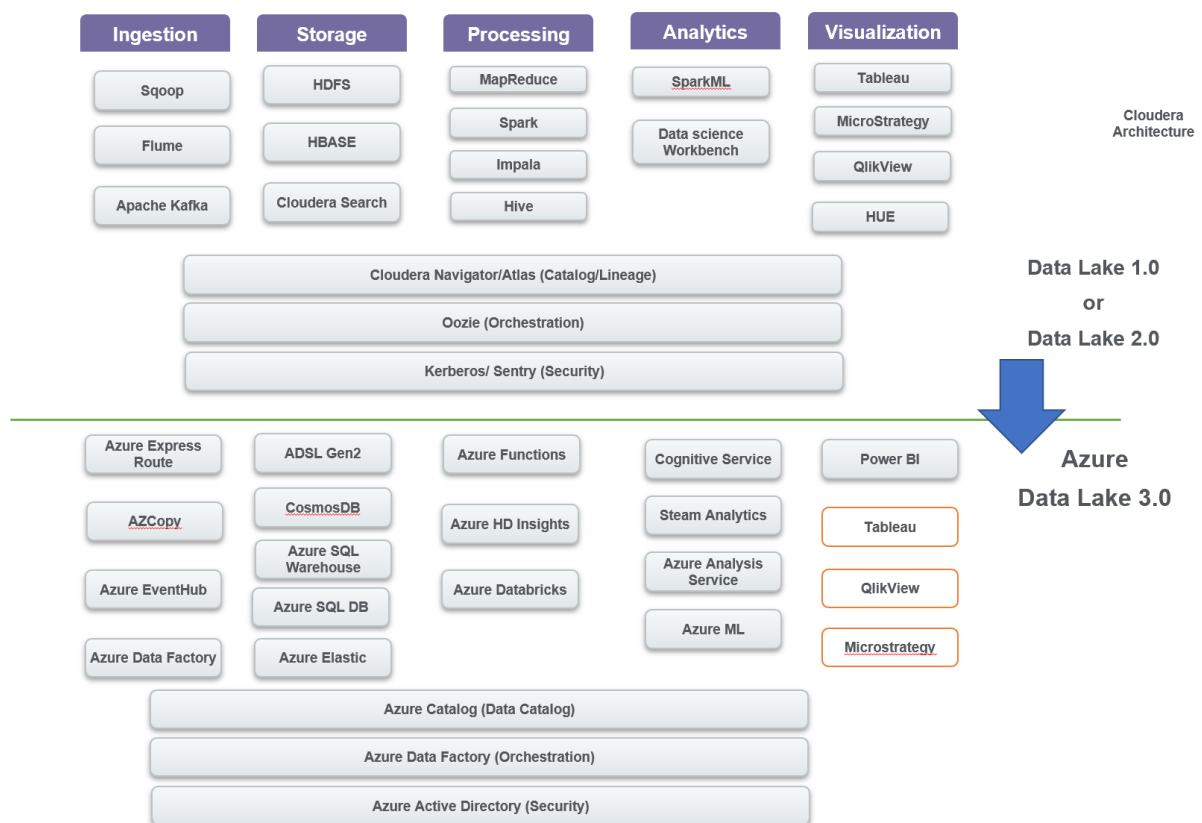 Ingestion
Storage
Processing
Analytics
Visualization
Sqoop
Flume
Apache Kafka
HDFS
HBASE
Cloudera Search
MapReduce
Spark
Impala
Hive
SparkML
Data science
Workbench
Tableau
MicroStrategy
QlikView
HUE
Cloudera
Architecture
Cloudera Navigator/Atlas (Catalog/Lineage)
Oozie (Orchestration)
Kerberos/ Sentry (Security)
Data Lake 1.0
or
Data Lake 2.0
Azure Express
Route
AZCopy
Azure EventHub
Azure Data Factory
ADSL Gen2
CosmosDB
Azure SQL
Warehouse
Azure SQL DB
Azure Elastic
Azure Functions
Azure HD Insights
Azure Databricks
Cognitive Service
Steam Analytics
Azure Analysis
Service
Azure ML
Power BI
Tableau
QlikView
Microstrategy
Azure
Data Lake 3.0
Azure Catalog (Data Catalog)
Azure Data Factory (Orchestration)
Azure Active Directory (Security)